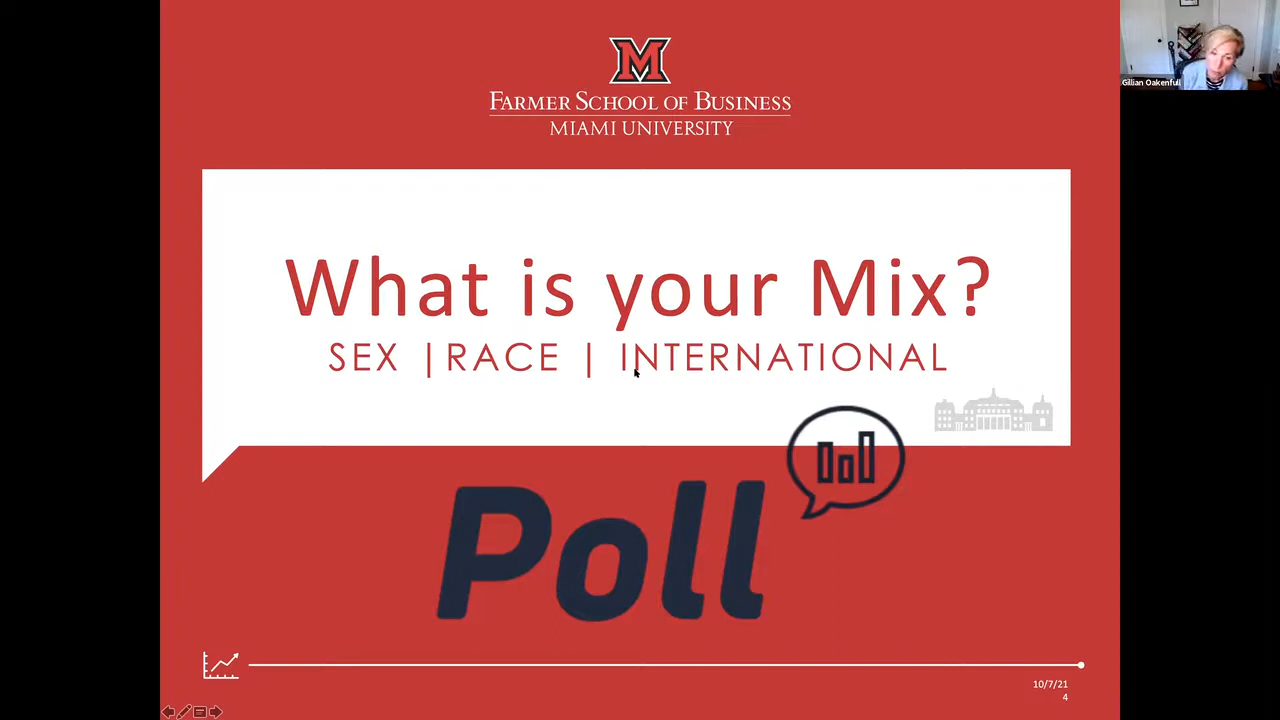 M
FARMER SCHOOL OF BUSINESS
MIAMI UNIVERSITY
Gillian Oakenfull
What is your Mix?
SEX |RACE | INTERNATIONAL
Poll
10/7/21
4